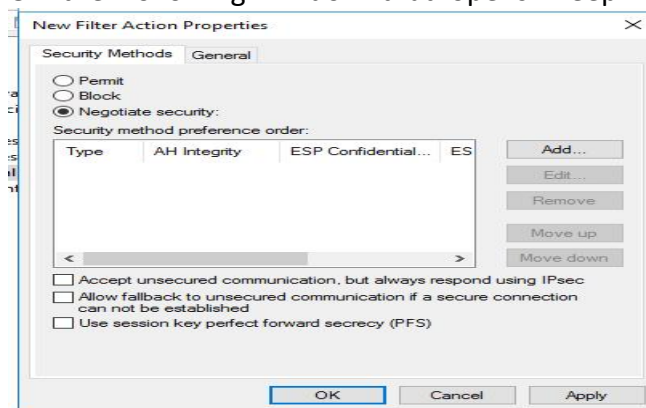 New Filter Action Properties
Security Methods General
Permit
Block
Negotiate security:
Security method preference order:
Type AH Integrity ESP Confidential... ES
Add...
Edit...
Remove
Move up
Move down
Accept unsecured communication, but always respond using IPsec
Allow fallback to unsecured communication if a secure connection
can not be established
Use session key perfect forward secrecy (PFS)
OK Cancel Apply